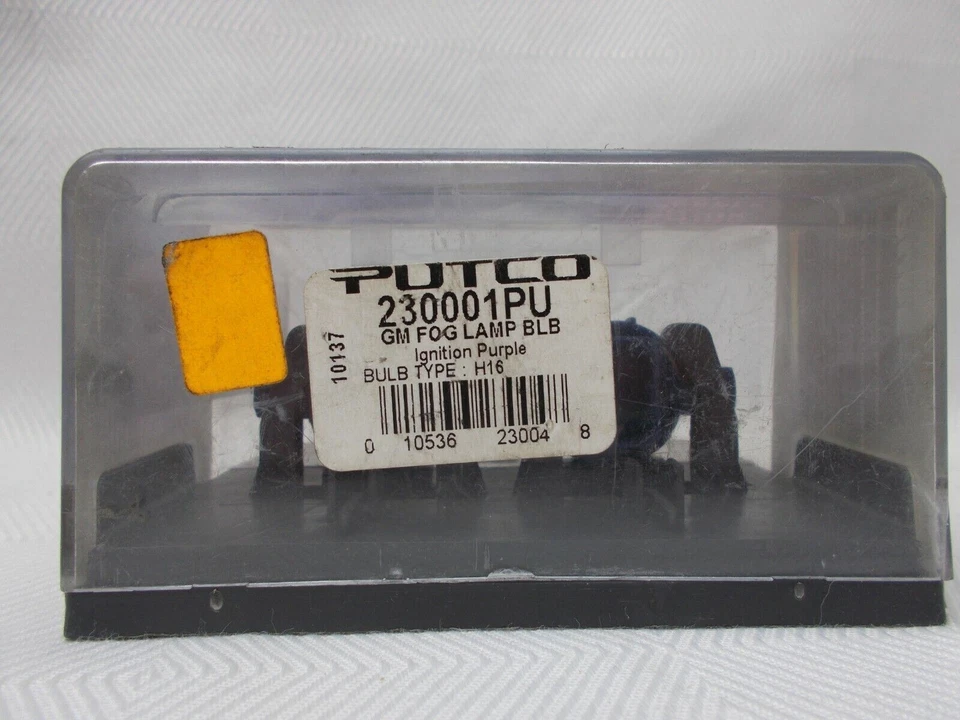 PUTCO
230001PU
GM FOG LAMP BLB
Ignition Purple
BULB TYPE : H16
10137
0 10536 23004 8